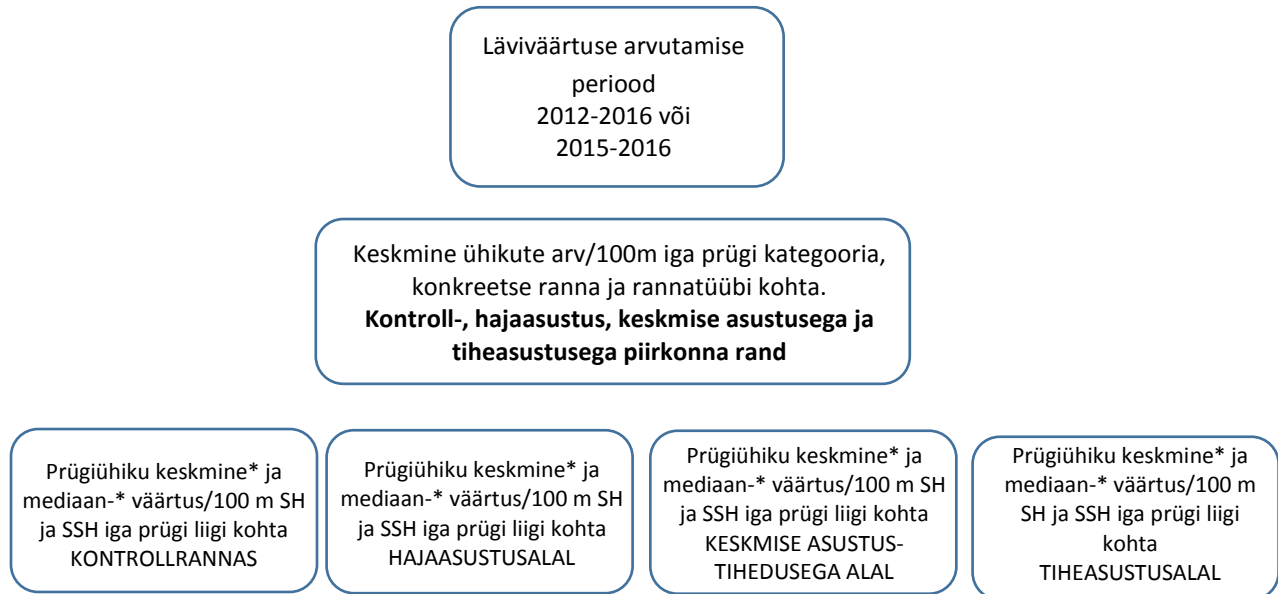 Läviväärtuse arvutamise
periood
2012-2016 või
2015-2016
Keskmine ühikute arv/100m iga prügi kategooria,
konkreetse ranna ja rannatüübi kohta.
Kontroll-, hajaasustus, keskmise asustusega ja
tiheasustusega piirkonna rand
Prügiühiku keskmine* ja
mediaan-* väärtus/100 m SH
ja SSH iga prügi liigi kohta
KONTROLLRANNAS
Prügiühiku keskmine* ja
mediaan-* väärtus/100 m SH
ja SSH iga prügi liigi kohta
HAJAASUSTUSALAL
Prügiühiku keskmine* ja
mediaan-* väärtus/100 m SH
ja SSH iga prügi liigi kohta
KESKMISE ASUSTUS-
TIHEDUSEGA ALAL
Prügiühiku keskmine* ja
mediaan-* väärtus/100 m
SH ja SSH iga prügi liigi
kohta
TIHEASUSTUSALAL